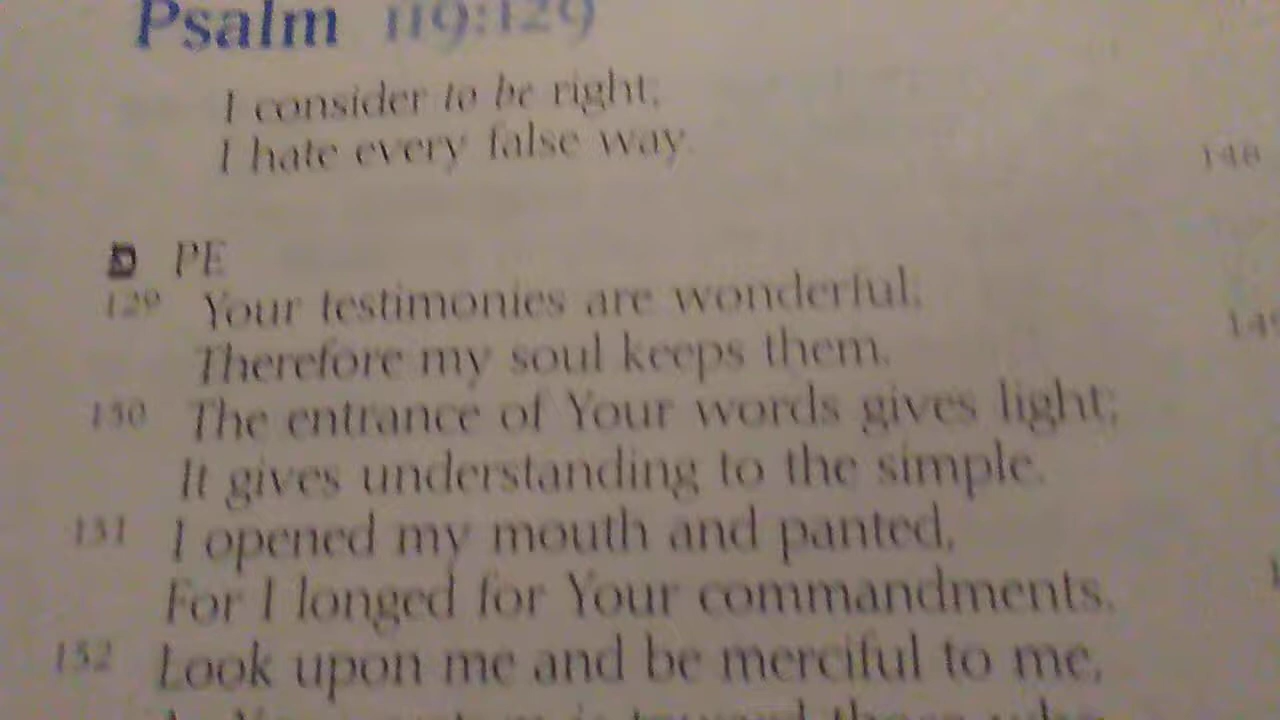 Psalm 119:129
I consider to be right;
I hate every false way.
פ PE
129 Your testimonies are wonderful;
Therefore my soul keeps them.
130 The entrance of Your words gives light;
It gives understanding to the simple.
131 I opened my mouth and panted,
For I longed for Your commandments.
132 Look upon me and be merciful to me,
148
149